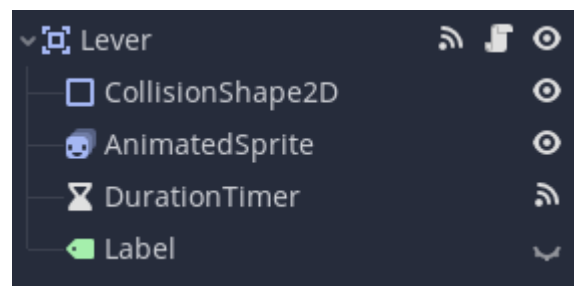 Lever
CollisionShape2D
AnimatedSprite
DurationTimer
Label